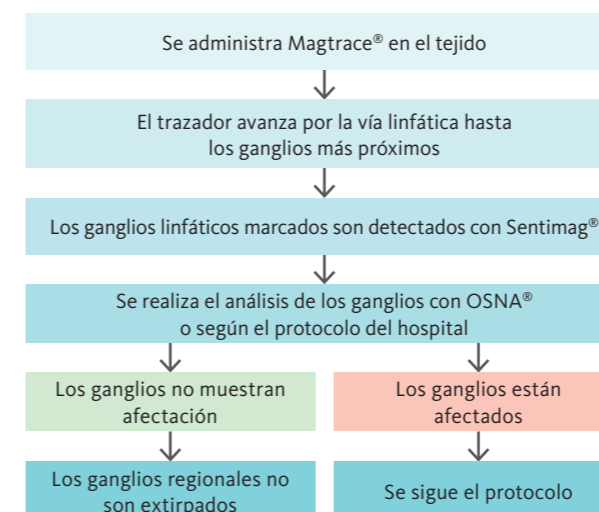 Se administra Magtrace® en el tejido
El trazador avanza por la vía linfática hasta
los ganglios más próximos
Los ganglios linfáticos marcados son detectados con Sentimag®
Se realiza el análisis de los ganglios con OSNA®
o según el protocolo del hospital
Los ganglios no muestran
afectación
Los ganglios están
afectados
Los ganglios regionales no
son extirpados
Se sigue el protocolo